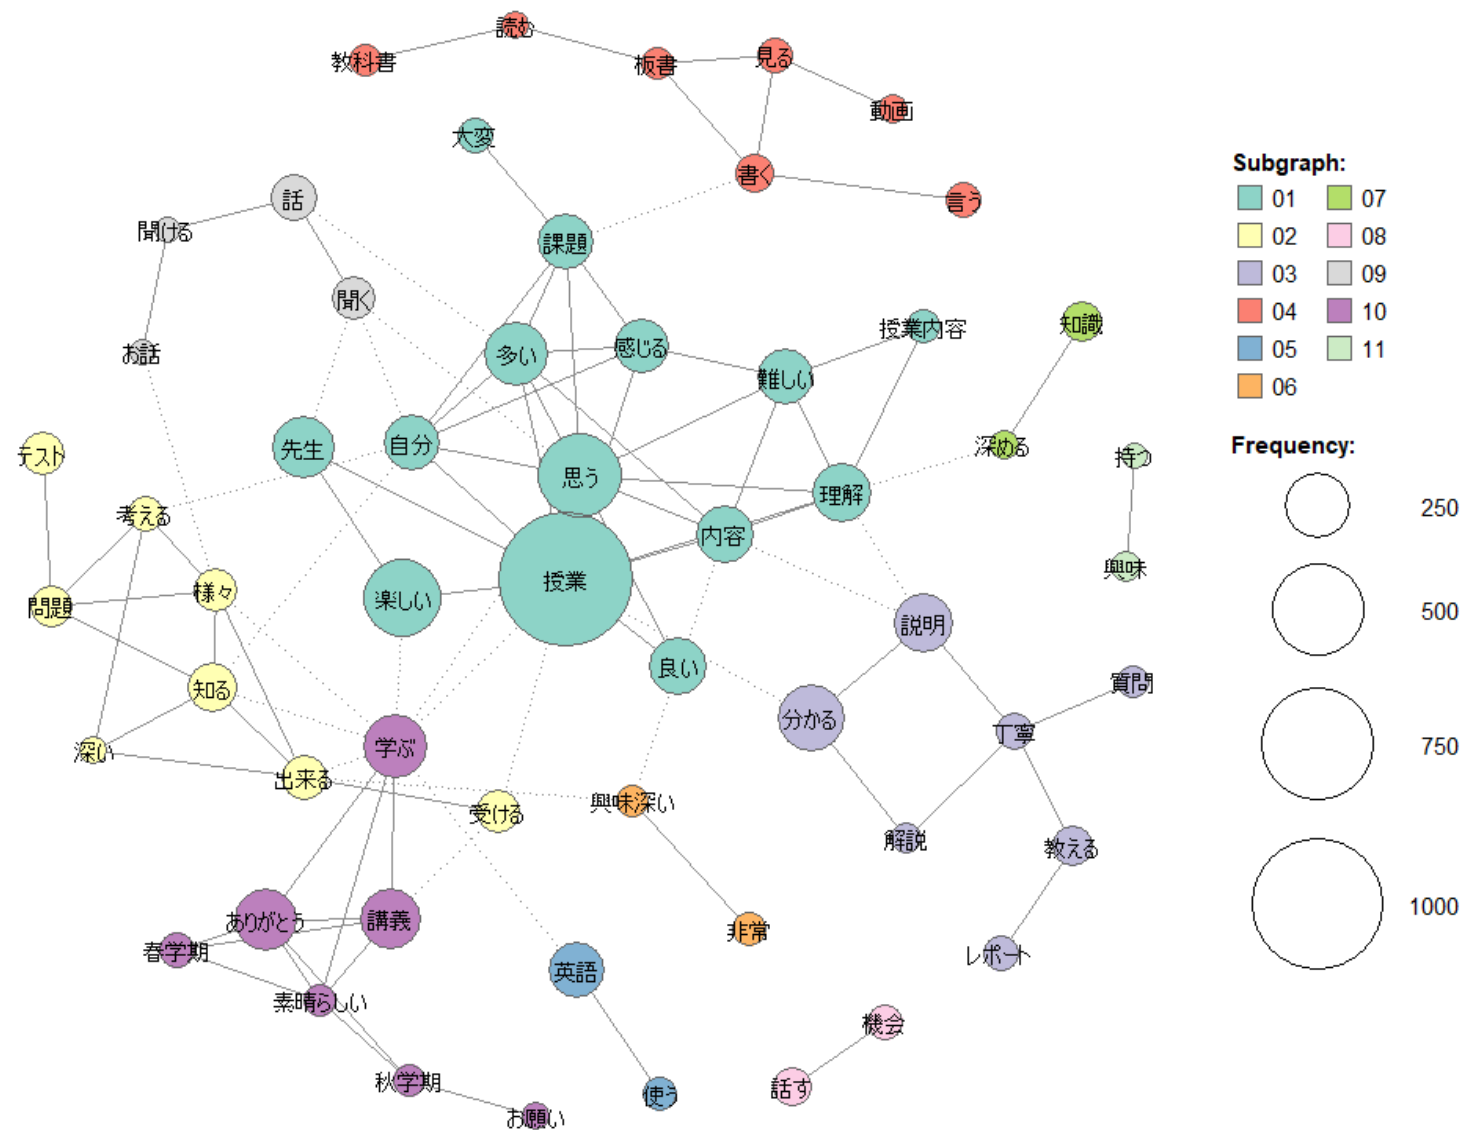 読む
教科書
板書
見る
動画
大変
書く
言う
話
聞ける
課題
聞く
お話
多い
感じる
授業内容
難しい
知識
先生
自分
思う
理解
深める
持つ
テスト
考える
内容
興味
問題
様々
楽しい
授業
説明
知る
良い
質問
分かる
丁寧
深い
学ぶ
出来る
受ける
興味深い
解説
教える
ありがとう
講義
非常
春学期
レポート
素晴らしい
英語
機会
秋学期
使う
話す
お願い
Subgraph:
01 07
02 08
03 09
04 10
05 11
06
Frequency:
250
500
750
1000